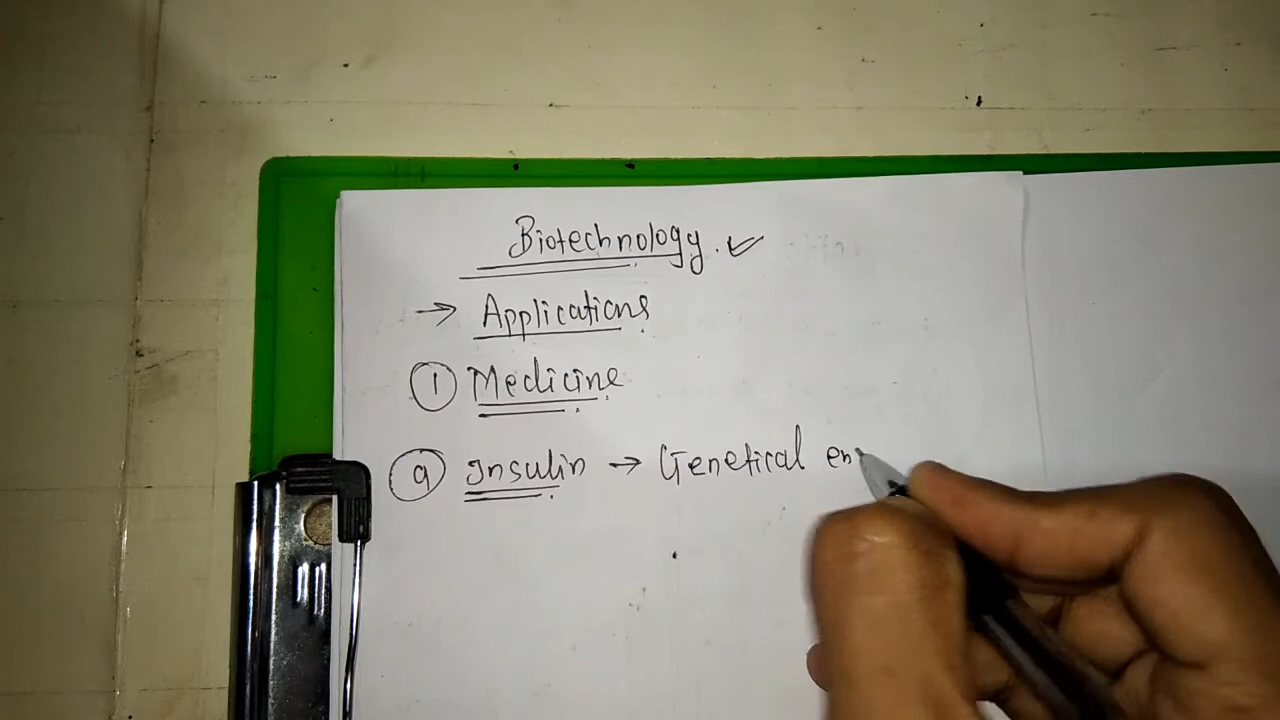 Biotechnology.
→ Applications
① Medicine
ⓐ Insulin → Genetical en